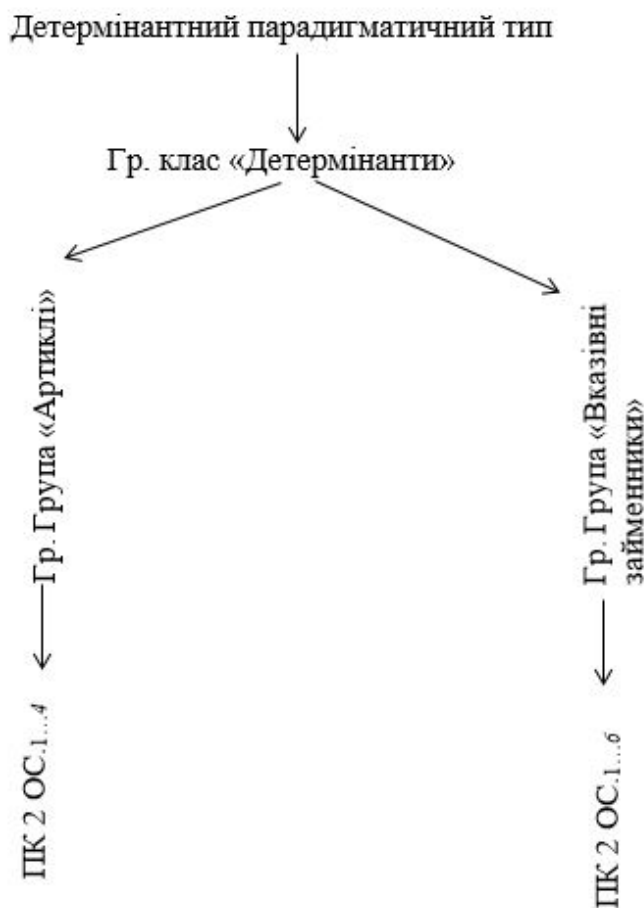 Детермінантний парадигматичний тип
Гр. клас «Детермінанти»
Гр. Група «Артиклі»
ПК 2 ОС.1…4
Гр. Група «Вказівні
займенники»
ПК 2 ОС.1…6